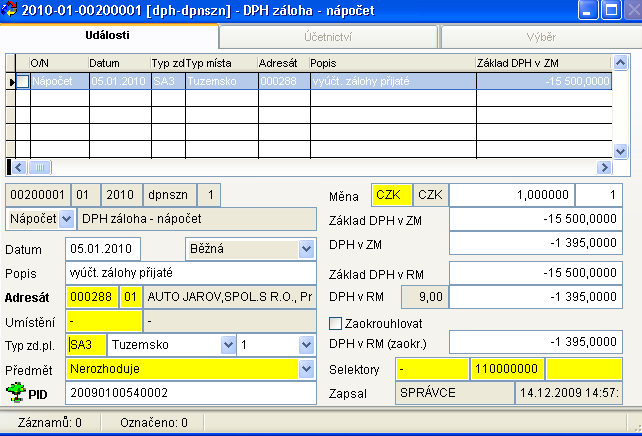 2010-01-00200001 [dph-dpnszn] - DPH záloha - nápočet
Události Účetnictví Výběr
O/N Datum Typ zd Typ místa Adresát Popis Základ DPH v ZM
Nápočet 05.01.2010 SA3 Tuzemsko 000288 vyúčt. zálohy přijaté -15 500,0000
00200001 01 2010 dpnszn 1 Měna CZK CZK 1,000000 1
Nápočet DPH záloha - nápočet Základ DPH v ZM -15 500,0000
Datum 05.01.2010 Běžná DPH v ZM -1 395,0000
Popis vyúčt. zálohy přijaté Základ DPH v RM -15 500,0000
Adresát 000288 01 AUTO JAROV,SPOL.S R.O., Pr DPH v RM 9,00 -1 395,0000
Umístění - - Zaokrouhlovat
Typ zd.pl. SA3 Tuzemsko 1 DPH v RM (zaokr.) -1 395,0000
Předmět Nerozhoduje Selektory - 110000000
PID 20090100540002 Zapsal SPRÁVCE 14.12.2009 14:57:
Záznamů: 0 Označeno: 0